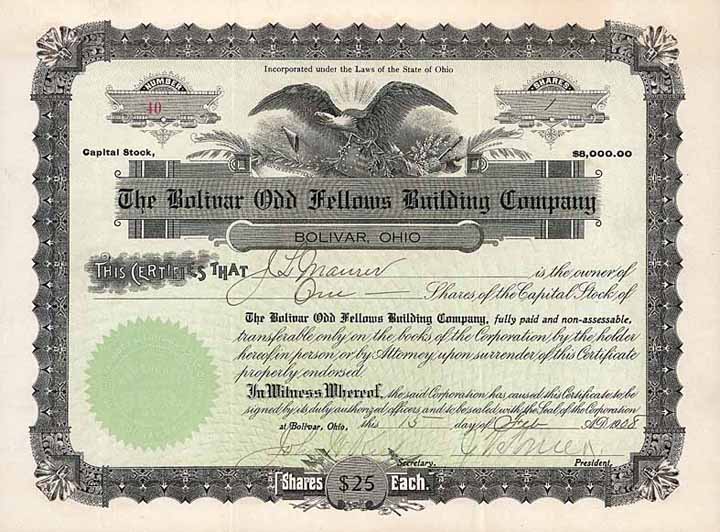 Incorporated under the Laws of the State of Ohio
NUMBER SHARES
40 1
Capital Stock, $8,000.00
The Bolivar Odd Fellows Building Company
BOLIVAR, OHIO
THIS CERTIFIES THAT J L Maurer is the owner of
One Shares of the Capital Stock of
The Bolivar Odd Fellows Building Company, fully paid and non-assessable,
transferable only on the books of the Corporation by the holder
hereof in person or by Attorney upon surrender of this Certificate
properly endorsed.
In Witness Whereof, the said Corporation has caused this Certificate to be
signed by its duly authorized officers and to be sealed with the Seal of the Corporation
at Bolivar, Ohio, this 15 day of Feb A.D. 1908
Secretary. President.
Shares $25 Each.